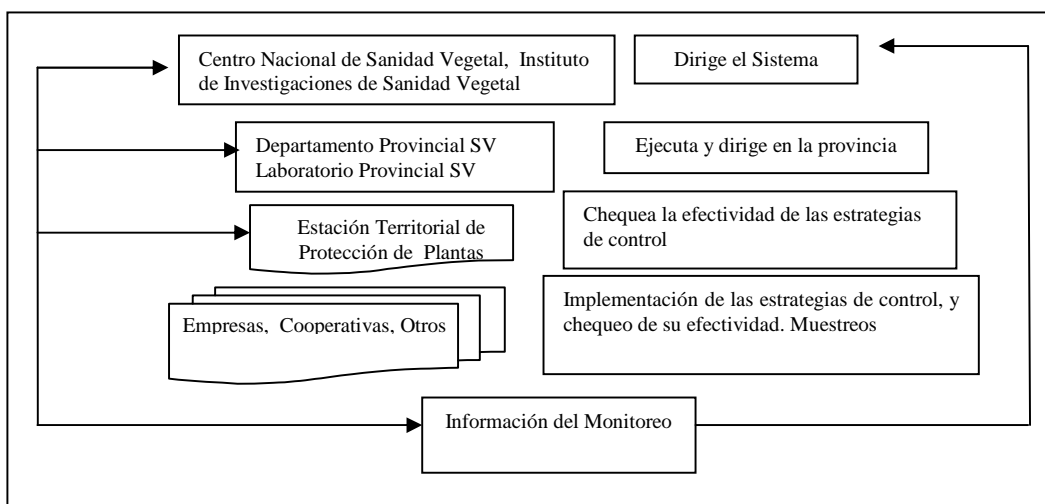 Centro Nacional de Sanidad Vegetal, Instituto
de Investigaciones de Sanidad Vegetal
Dirige el Sistema
Departamento Provincial SV
Laboratorio Provincial SV
Ejecuta y dirige en la provincia
Estación Territorial de
Protección de Plantas
Chequea la efectividad de las estrategias
de control
Empresas, Cooperativas, Otros
Implementación de las estrategias de control, y
chequeo de su efectividad. Muestreos
Información del Monitoreo